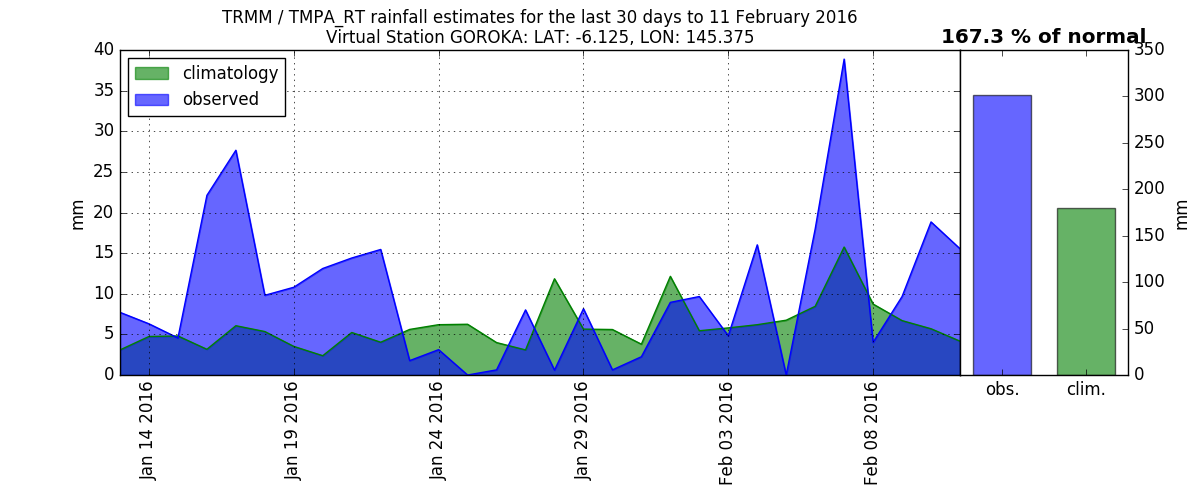 TRMM / TMPA_RT rainfall estimates for the last 30 days to 11 February 2016
Virtual Station GOROKA: LAT: -6.125, LON: 145.375
167.3 % of normal
climatology
observed
40
35
30
25
20
15
10
5
0
mm
Jan 14 2016
Jan 19 2016
Jan 24 2016
Jan 29 2016
Feb 03 2016
Feb 08 2016
350
300
250
200
150
100
50
0
mm
obs.
clim.